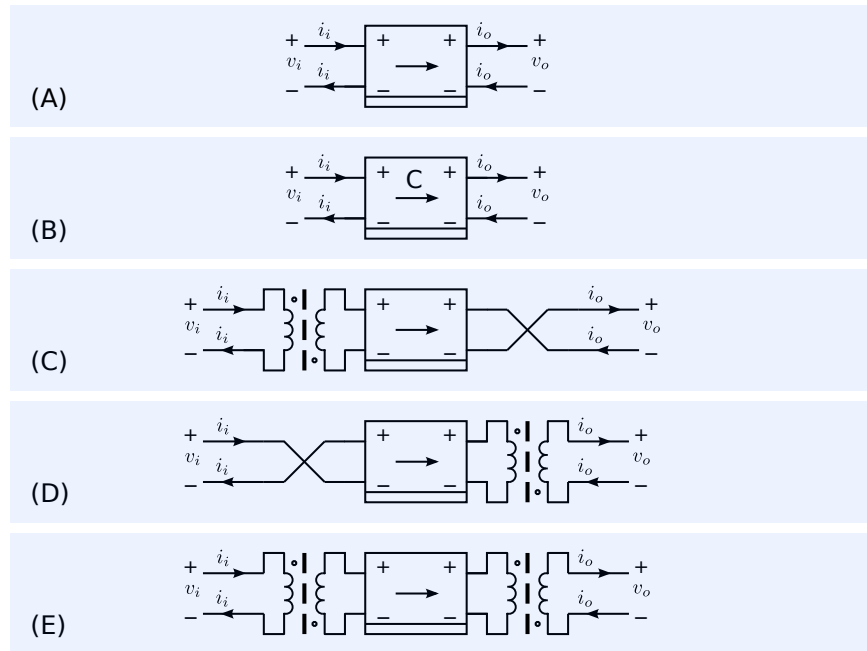 + i_i + + i_o +
v_i i_i i_o v_o
(A) − − − −
+ i_i + C + i_o +
v_i i_i i_o v_o
(B) − − − −
+ i_i + + i_o +
v_i i_i i_o v_o
(C) − − − −
+ i_i + + i_o +
v_i i_i i_o v_o
(D) − − − −
+ i_i + + i_o +
v_i i_i i_o v_o
(E) − − − −